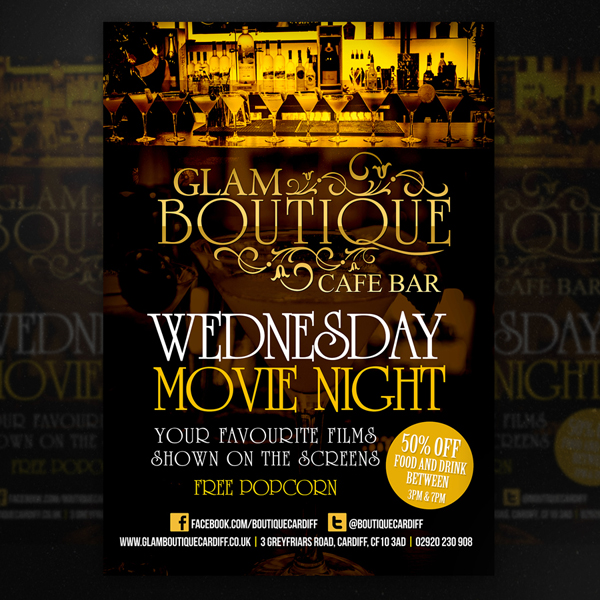 GLAM
BOUTIQUE
CAFE BAR
WEDNESDAY
MOVIE NIGHT
YOUR FAVOURITE FILMS
SHOWN ON THE SCREENS
FREE POPCORN
50% OFF
FOOD AND DRINK
BETWEEN
3PM & 7PM
FACEBOOK.COM/BOUTIQUECARDIFF @BOUTIQUECARDIFF
WWW.GLAMBOUTIQUECARDIFF.CO.UK | 3 GREYFRIARS ROAD, CARDIFF, CF10 3AD | 02920 230 908